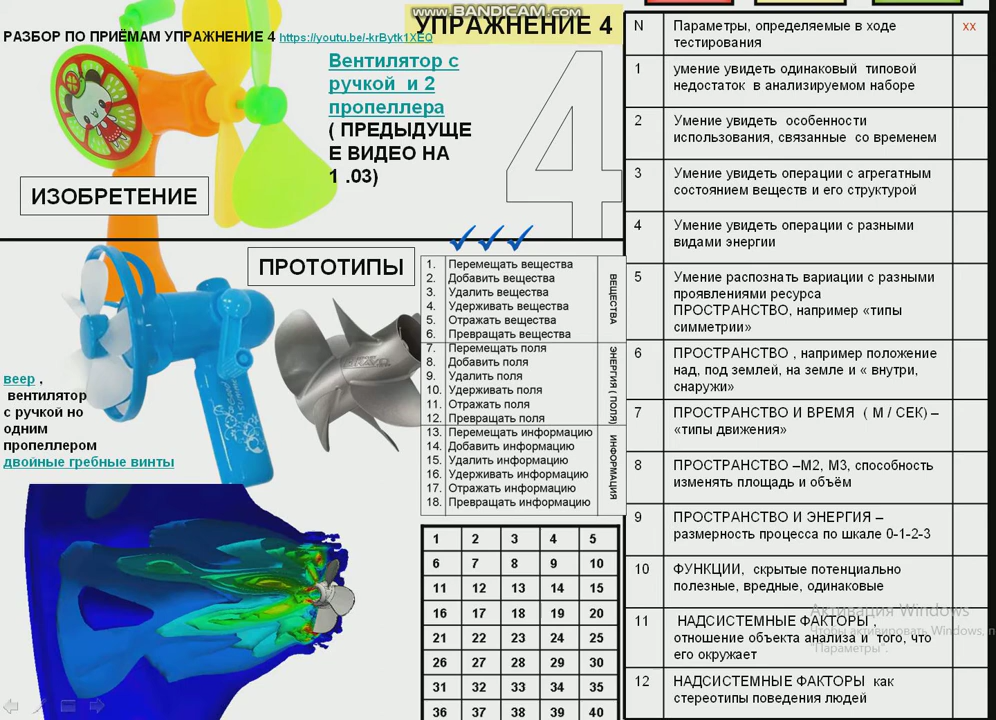 www.BANDICAM.com
УПРАЖНЕНИЕ 4
РАЗБОР ПО ПРИЁМАМ УПРАЖНЕНИЕ 4 https://youtu.be/-krBytk1XEQ
Вентилятор с
ручкой и 2
пропеллера
( ПРЕДЫДУЩЕ
Е ВИДЕО НА
1 .03)
4
ИЗОБРЕТЕНИЕ
ПРОТОТИПЫ
веер ,
вентилятор
с ручкой но
одним
пропеллером
двойные гребные винты
1. Перемещать вещества
2. Добавить вещества
3. Удалить вещества
4. Удерживать вещества
5. Отражать вещества
6. Превращать вещества
ВЕЩЕСТВА
7. Перемещать поля
8. Добавить поля
9. Удалить поля
10. Удерживать поля
11. Отражать поля
12. Превращать поля
ЭНЕРГИЯ ( ПОЛЯ)
13. Перемещать информацию
14. Добавить информацию
15. Удалить информацию
16. Удерживать информацию
17. Отражать информацию
18. Превращать информацию
ИНФОРМАЦИЯ
1 2 3 4 5
6 7 8 9 10
11 12 13 14 15
16 17 18 19 20
21 22 23 24 25
26 27 28 29 30
31 32 33 34 35
36 37 38 39 40
N Параметры, определяемые в ходе xx
тестирования
1 умение увидеть одинаковый типовой
недостаток в анализируемом наборе
2 Умение увидеть особенности
использования, связанные со временем
3 Умение увидеть операции с агрегатным
состоянием веществ и его структурой
4 Умение увидеть операции с разными
видами энергии
5 Умение распознать вариации с разными
проявлениями ресурса
ПРОСТРАНСТВО, например «типы
симметрии»
6 ПРОСТРАНСТВО , например положение
над, под землей, на земле и « внутри,
снаружи»
7 ПРОСТРАНСТВО И ВРЕМЯ ( М / СЕК) –
«типы движения»
8 ПРОСТРАНСТВО –М2, М3, способность
изменять площадь и объём
9 ПРОСТРАНСТВО И ЭНЕРГИЯ –
размерность процесса по шкале 0-1-2-3
10 ФУНКЦИИ, скрытые потенциально
полезные, вредные, одинаковые
11 НАДСИСТЕМНЫЕ ФАКТОРЫ ,
отношение объекта анализа и того, что
его окружает
12 НАДСИСТЕМНЫЕ ФАКТОРЫ как
стереотипы поведения людей
Активация Windows
Чтобы активировать Windows,
"Параметры".